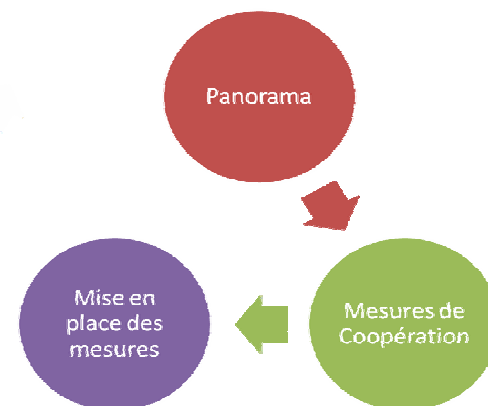 Panorama
Mesures de
Coopération
Mise en
place des
mesures